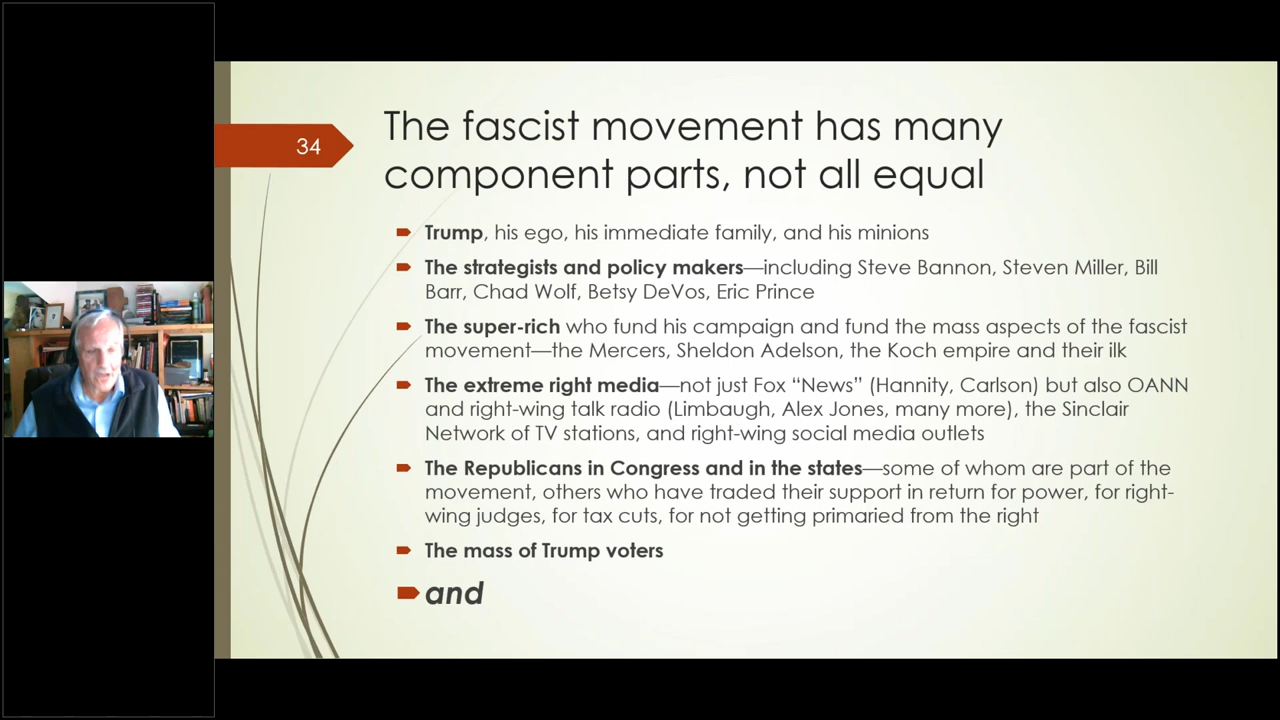 34
The fascist movement has many
component parts, not all equal
Trump, his ego, his immediate family, and his minions
The strategists and policy makers—including Steve Bannon, Steven Miller, Bill
Barr, Chad Wolf, Betsy DeVos, Eric Prince
The super-rich who fund his campaign and fund the mass aspects of the fascist
movement—the Mercers, Sheldon Adelson, the Koch empire and their ilk
The extreme right media—not just Fox “News” (Hannity, Carlson) but also OANN
and right-wing talk radio (Limbaugh, Alex Jones, many more), the Sinclair
Network of TV stations, and right-wing social media outlets
The Republicans in Congress and in the states—some of whom are part of the
movement, others who have traded their support in return for power, for right-
wing judges, for tax cuts, for not getting primaried from the right
The mass of Trump voters
and